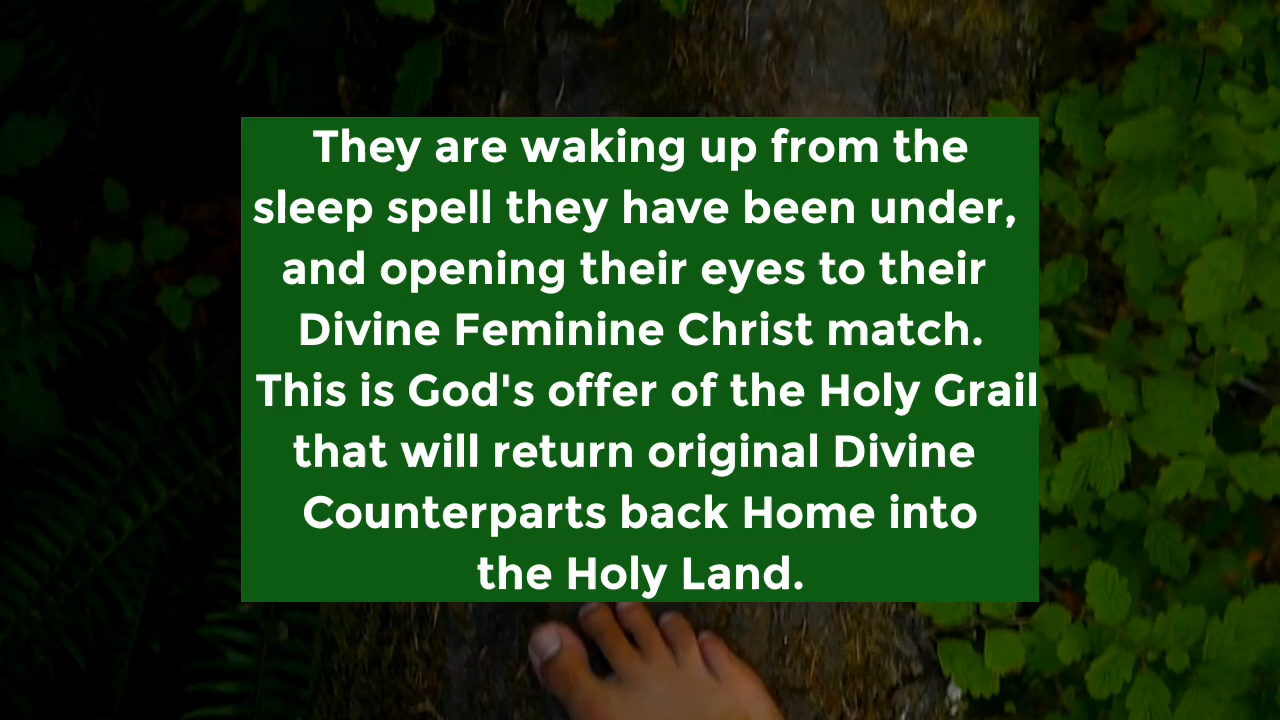 They are waking up from the
sleep spell they have been under,
and opening their eyes to their
Divine Feminine Christ match.
This is God's offer of the Holy Grail
that will return original Divine
Counterparts back Home into
the Holy Land.